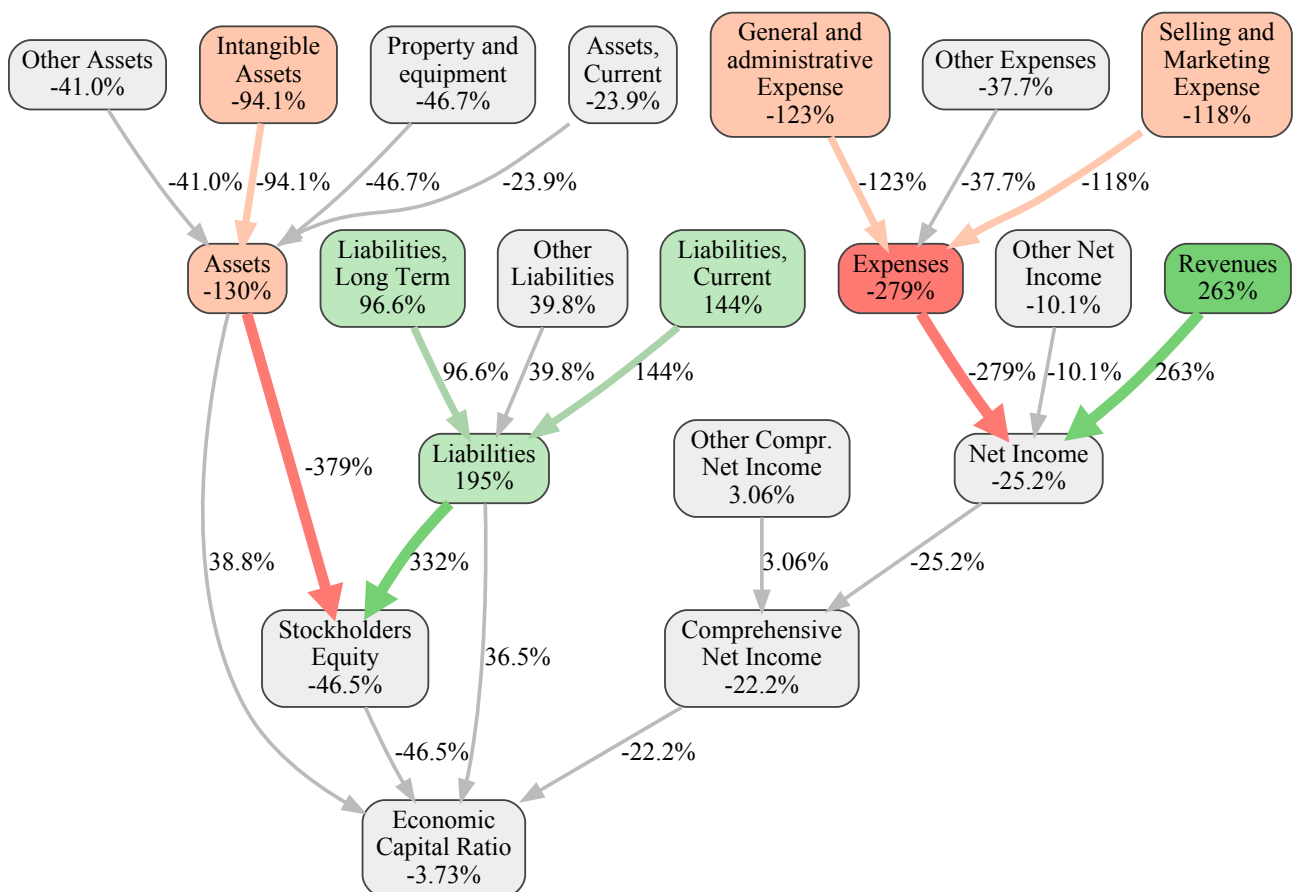 Other Assets
-41.0%
Intangible
Assets
-94.1%
Property and
equipment
-46.7%
Assets,
Current
-23.9%
General and
administrative
Expense
-123%
Other Expenses
-37.7%
Selling and
Marketing
Expense
-118%
-41.0%
-94.1%
-46.7%
-23.9%
-123%
-37.7%
-118%
Assets
-130%
Liabilities,
Long Term
96.6%
Other
Liabilities
39.8%
Liabilities,
Current
144%
Expenses
-279%
Other Net
Income
-10.1%
Revenues
263%
96.6%
39.8%
144%
-279%
-10.1%
263%
-379%
Liabilities
195%
Other Compr.
Net Income
3.06%
Net Income
-25.2%
38.8%
332%
3.06%
-25.2%
Stockholders
Equity
-46.5%
36.5%
Comprehensive
Net Income
-22.2%
-46.5%
-22.2%
Economic
Capital Ratio
-3.73%